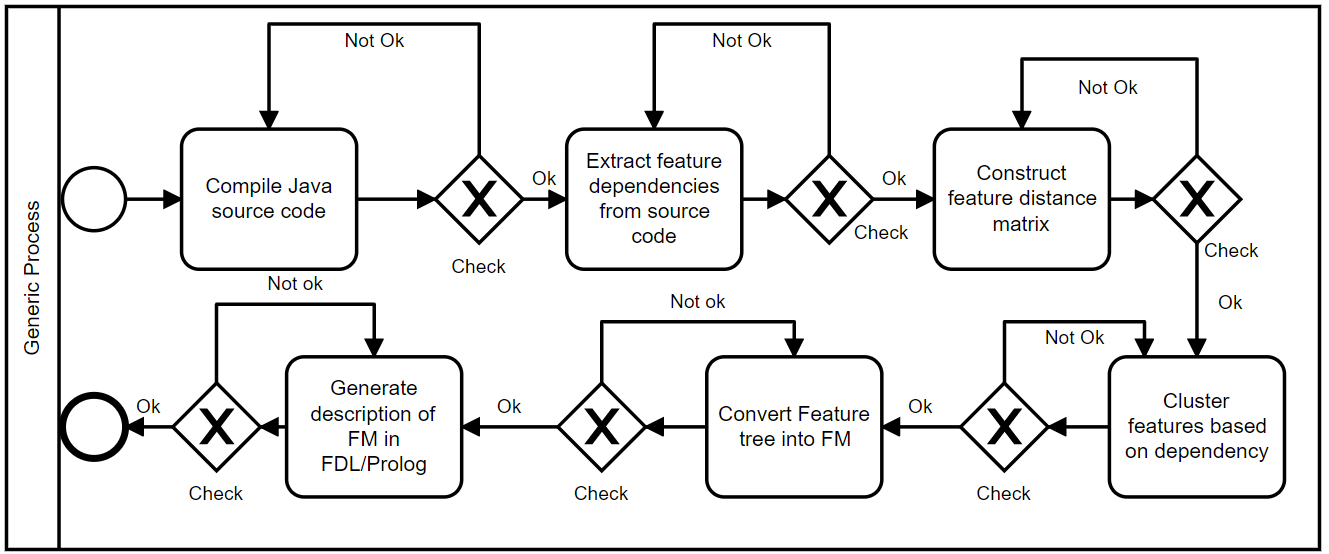 Generic Process
Not Ok
Not Ok
Not Ok
Compile Java
source code
X
Check
Ok
Extract feature
dependencies
from source
code
X
Check
Ok
Construct
feature distance
matrix
X
Check
Ok
Not Ok
Cluster
features based
on dependency
X
Check
Ok
Not ok
Convert Feature
tree into FM
X
Check
Ok
Not ok
Generate
description of
FM in
FDL/Prolog
X
Check
Ok